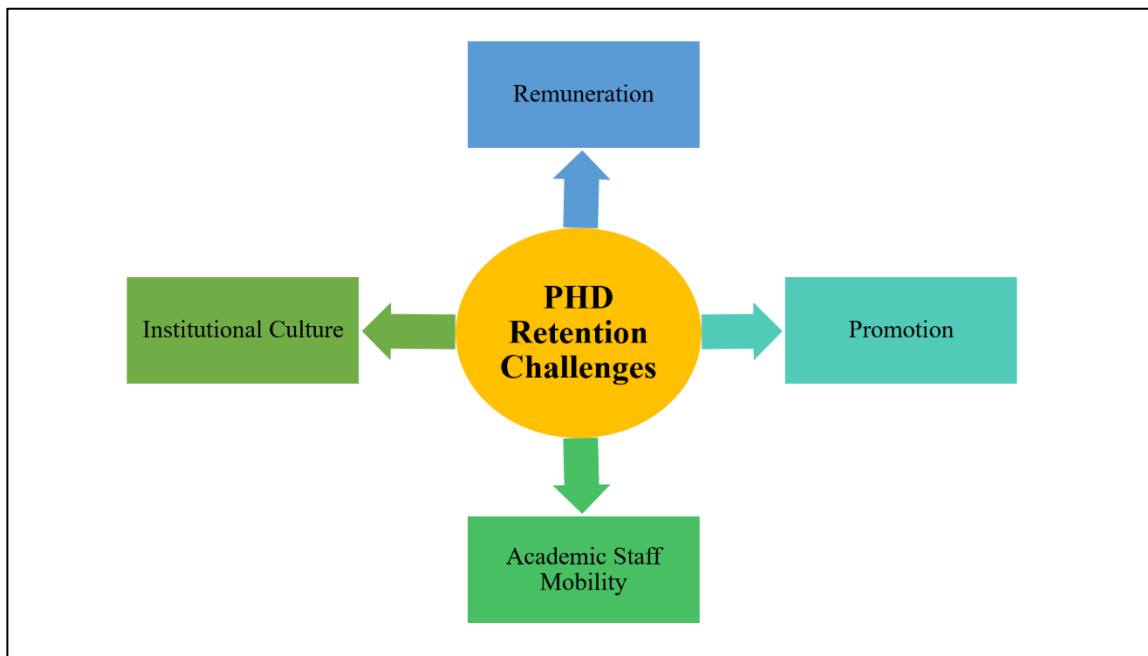 Remuneration
Institutional Culture
PHD
Retention
Challenges
Promotion
Academic Staff
Mobility